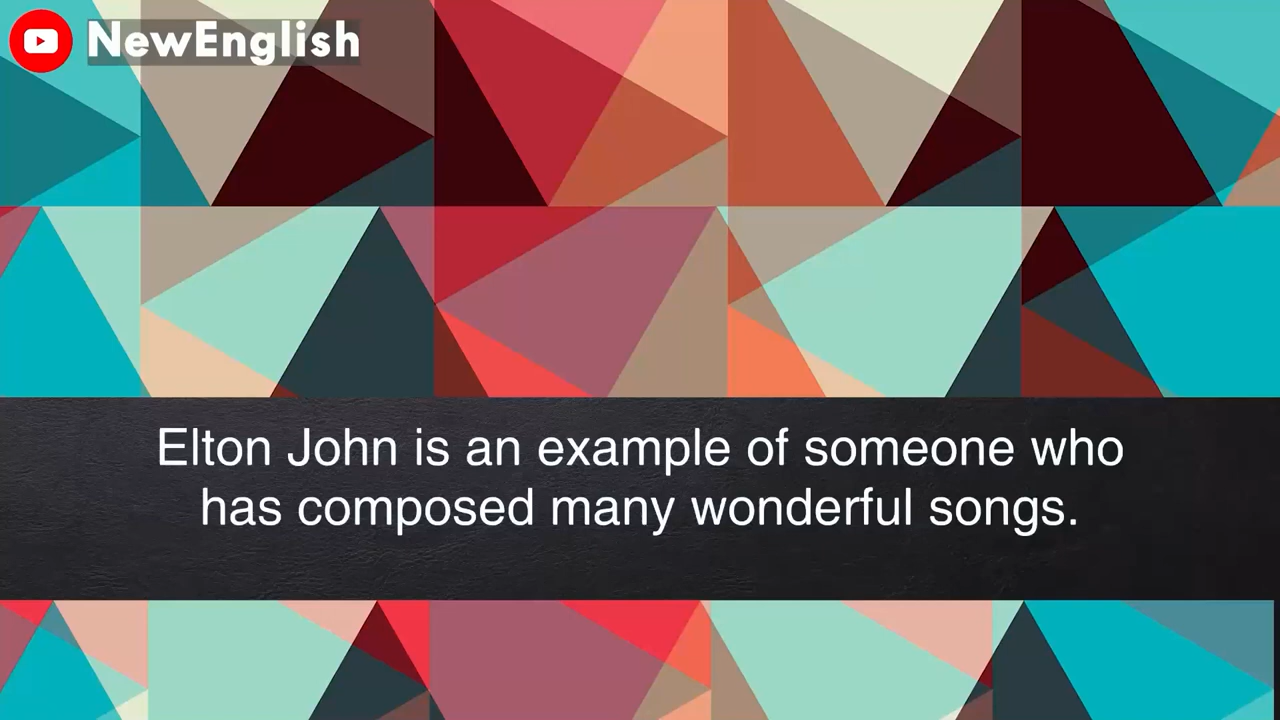 NewEnglish
Elton John is an example of someone who
has composed many wonderful songs.